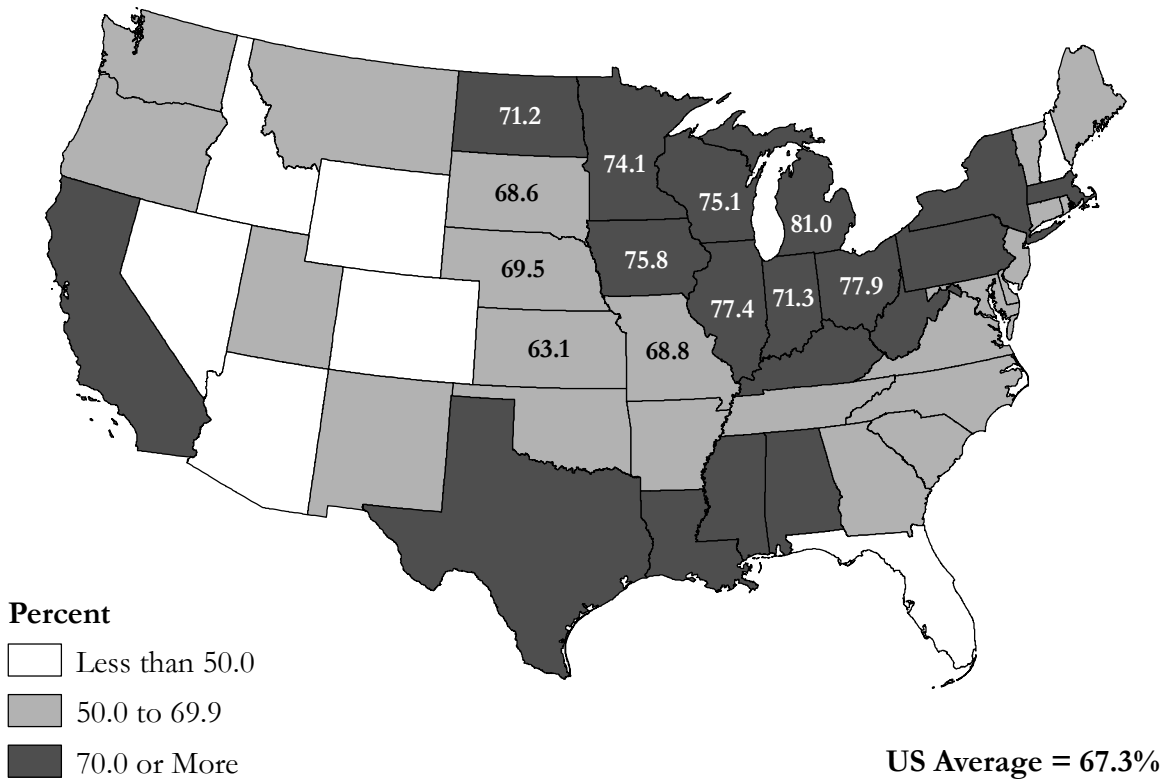 71.2
74.1
68.6
75.1
81.0
69.5
75.8
77.4
71.3
77.9
63.1
68.8
Percent
Less than 50.0
50.0 to 69.9
70.0 or More
US Average = 67.3%